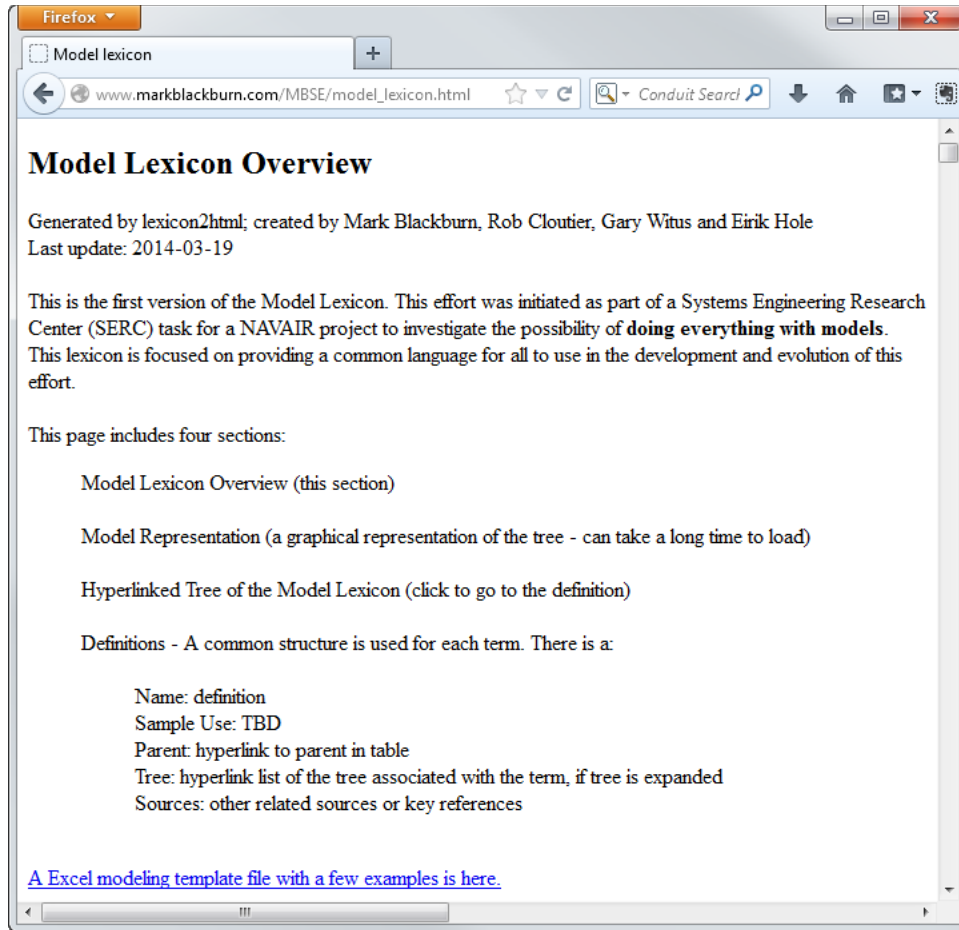 Firefox
Model lexicon
www.markblackburn.com/MBSE/model_lexicon.html
Conduit Search
Model Lexicon Overview
Generated by lexicon2html; created by Mark Blackburn, Rob Cloutier, Gary Witus and Eirik Hole
Last update: 2014-03-19
This is the first version of the Model Lexicon. This effort was initiated as part of a Systems Engineering Research
Center (SERC) task for a NAVAIR project to investigate the possibility of doing everything with models.
This lexicon is focused on providing a common language for all to use in the development and evolution of this
effort.
This page includes four sections:
Model Lexicon Overview (this section)
Model Representation (a graphical representation of the tree - can take a long time to load)
Hyperlinked Tree of the Model Lexicon (click to go to the definition)
Definitions - A common structure is used for each term. There is a:
Name: definition
Sample Use: TBD
Parent: hyperlink to parent in table
Tree: hyperlink list of the tree associated with the term, if tree is expanded
Sources: other related sources or key references
A Excel modeling template file with a few examples is here.